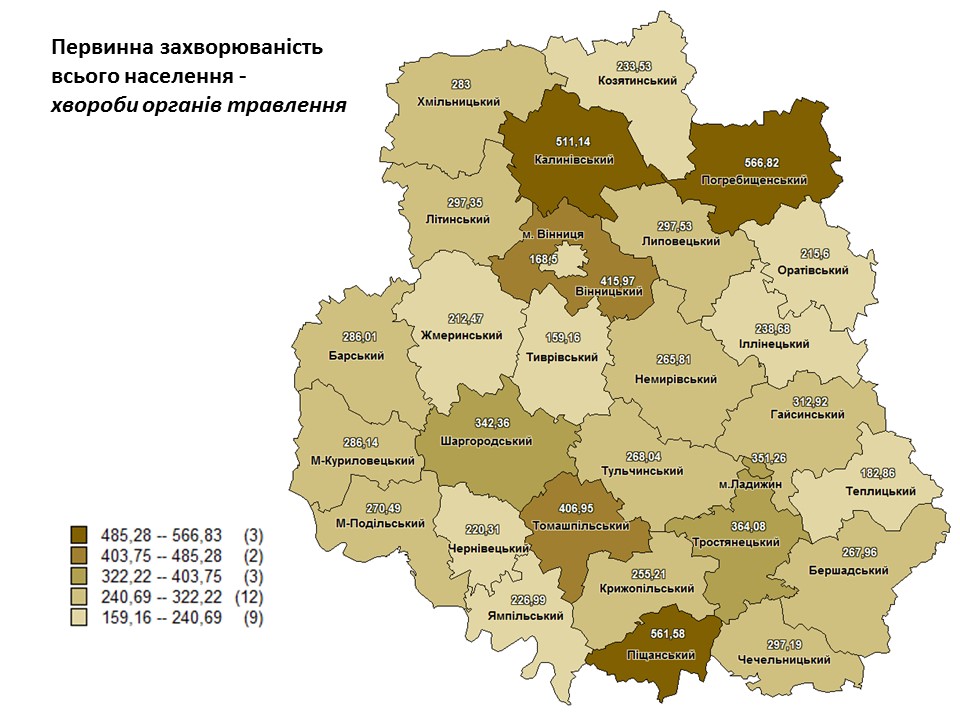 Первинна захворюваність
всього населення -
хвороби органів травлення
233,53
Козятинський
283
Хмільницький
511,14
Калинівський
566,82
Погребищенський
297,35
Літинський
м. Вінниця
168,5
297,53
Липовецький
215,6
Оратівський
415,97
Вінницький
212,47
Жмеринський
286,01
Барський
159,16
Тиврівський
238,68
Іллінецький
265,81
Немирівський
312,92
Гайсинський
342,36
Шаргородський
286,14
М-Куриловецький
268,04
Тульчинський
351,26
м.Ладижин
182,86
Теплицький
270,49
М-Подільський
406,95
Томашпільський
220,31
Чернівецький
364,08
Тростянецький
267,96
Бершадський
255,21
Крижопільський
226,99
Ямпільський
561,58
Піщанський
297,19
Чечельницький
485,28 -- 566,83 (3)
403,75 -- 485,28 (2)
322,22 -- 403,75 (3)
240,69 -- 322,22 (12)
159,16 -- 240,69 (9)